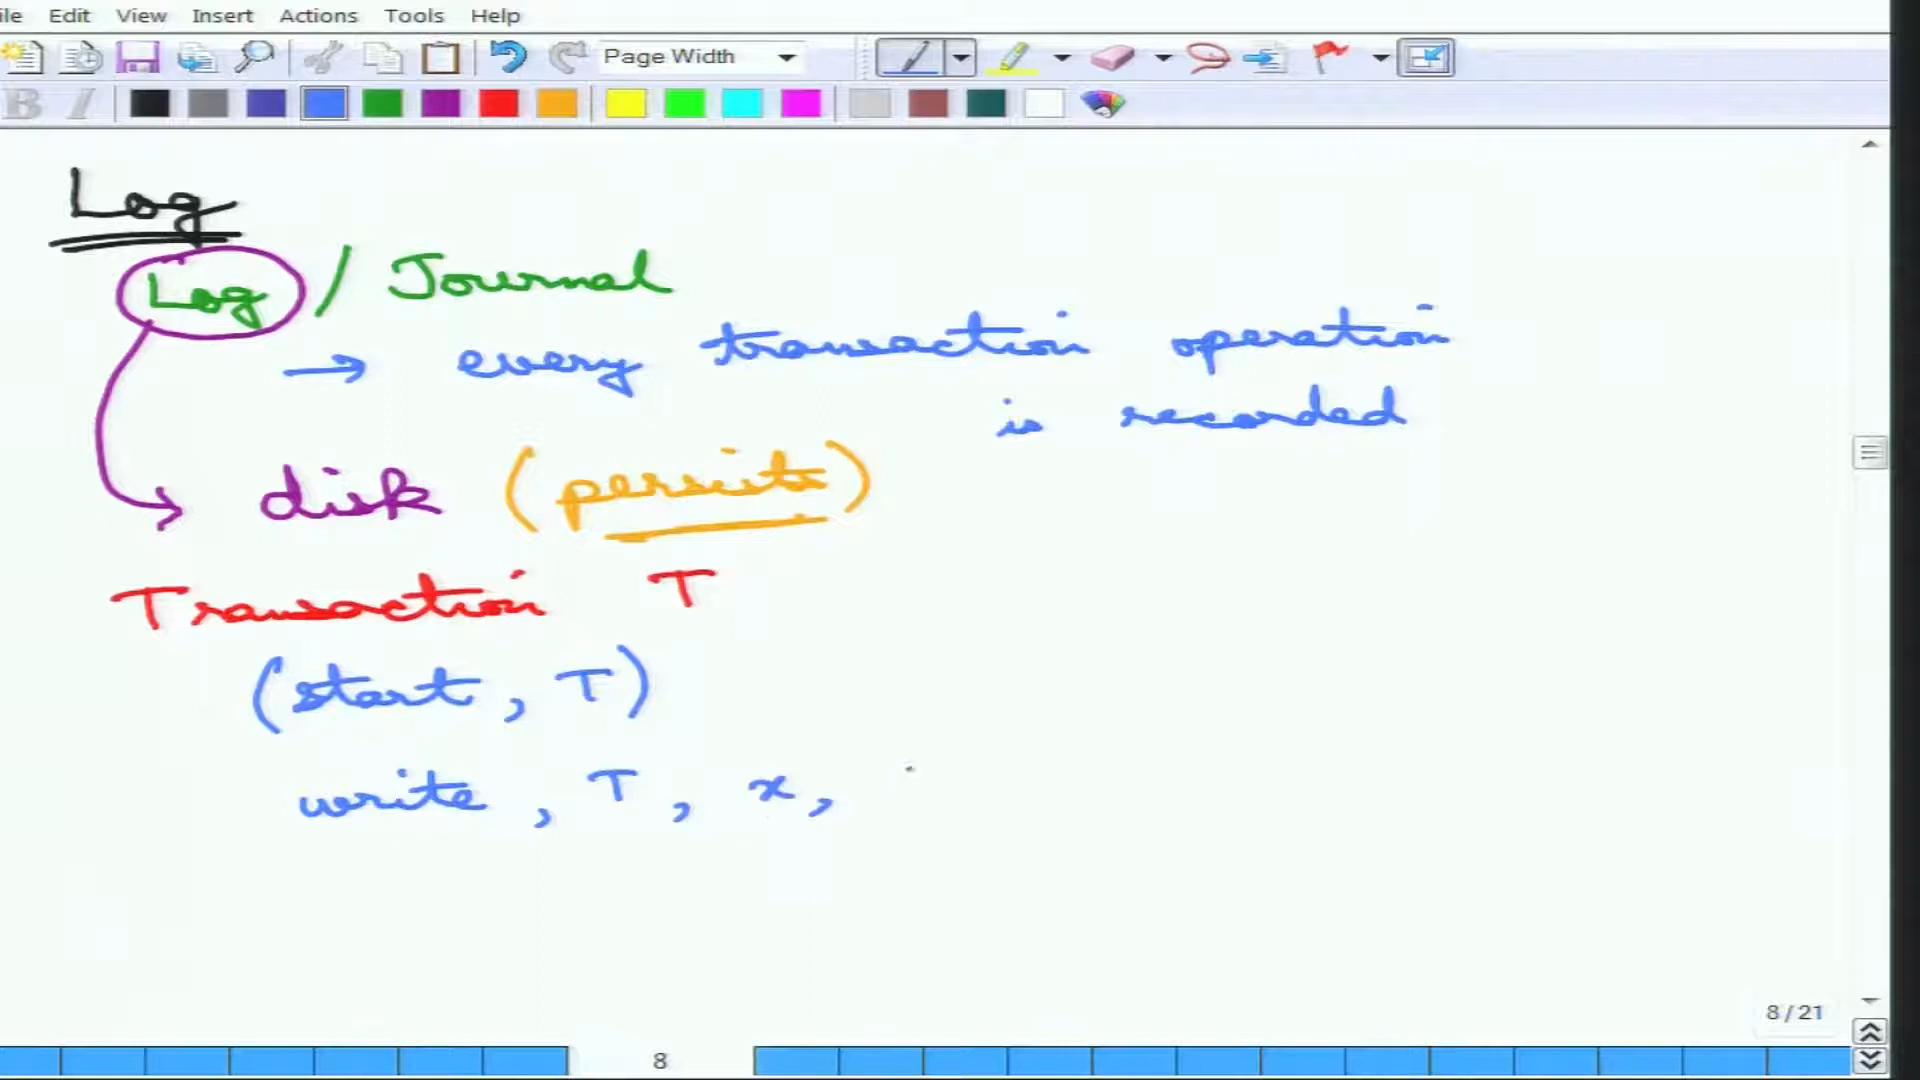 ile Edit View Insert Actions Tools Help
Page Width
B I
Log
Log / Journal
→ every transaction operation
is recorded
disk (persists)
Transaction T
(start, T)
write, T, x,
8 / 21
8